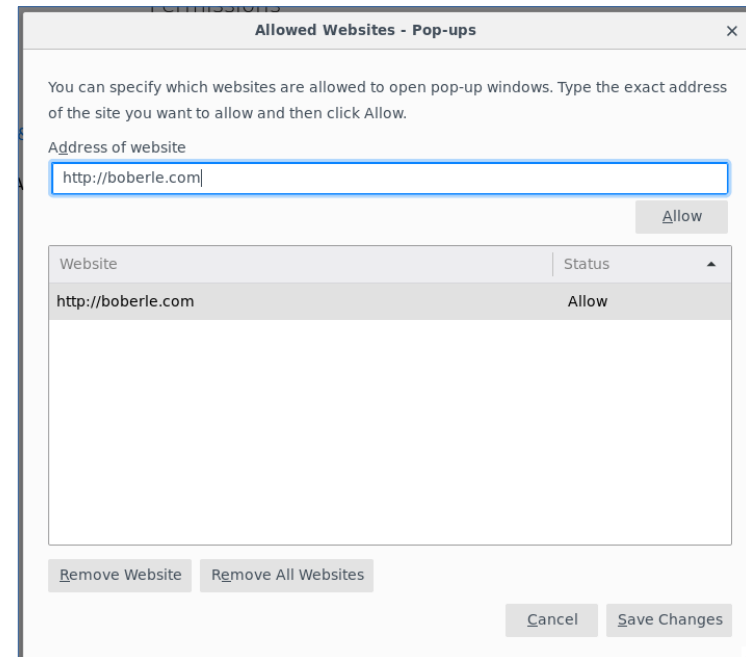 Permissions
Allowed Websites - Pop-ups
You can specify which websites are allowed to open pop-up windows. Type the exact address
of the site you want to allow and then click Allow.
Address of website
http://boberle.com
Allow
Website Status
http://boberle.com Allow
Remove Website Remove All Websites
Cancel Save Changes